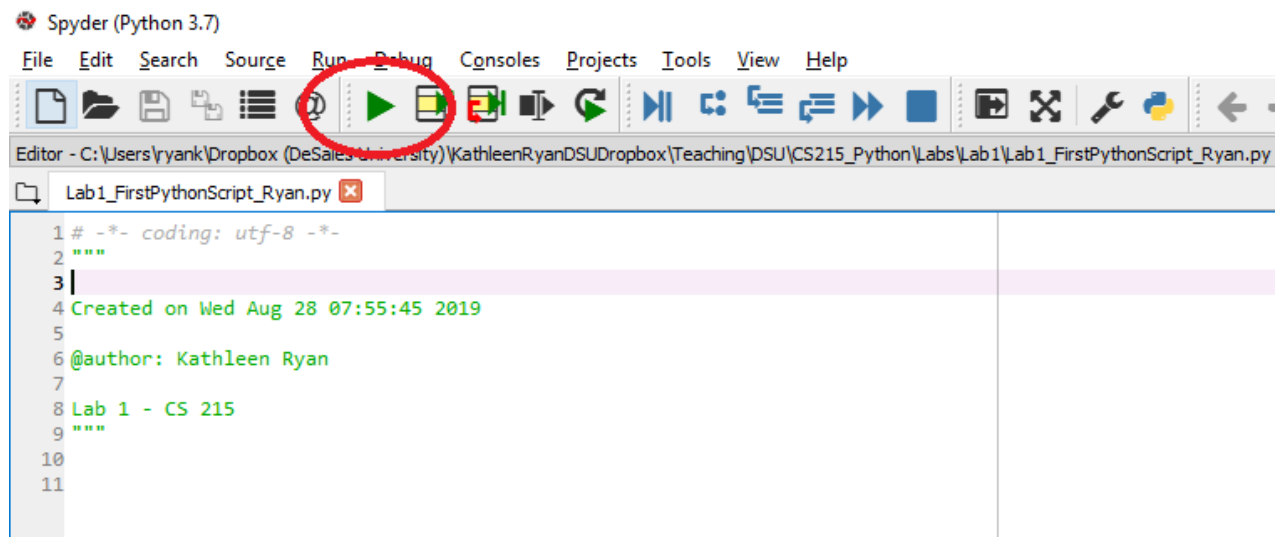 Spyder (Python 3.7)
File Edit Search Source Run Debug Consoles Projects Tools View Help
Editor - C:\Users\ryank\Dropbox (DeSales University)\KathleenRyanDSUDropbox\Teaching\DSU\CS215_Python\Labs\Lab1\Lab1_FirstPythonScript_Ryan.py
Lab1_FirstPythonScript_Ryan.py
1 # -*- coding: utf-8 -*-
2 """
3
4 Created on Wed Aug 28 07:55:45 2019
5
6 @author: Kathleen Ryan
7
8 Lab 1 - CS 215
9 """
10
11